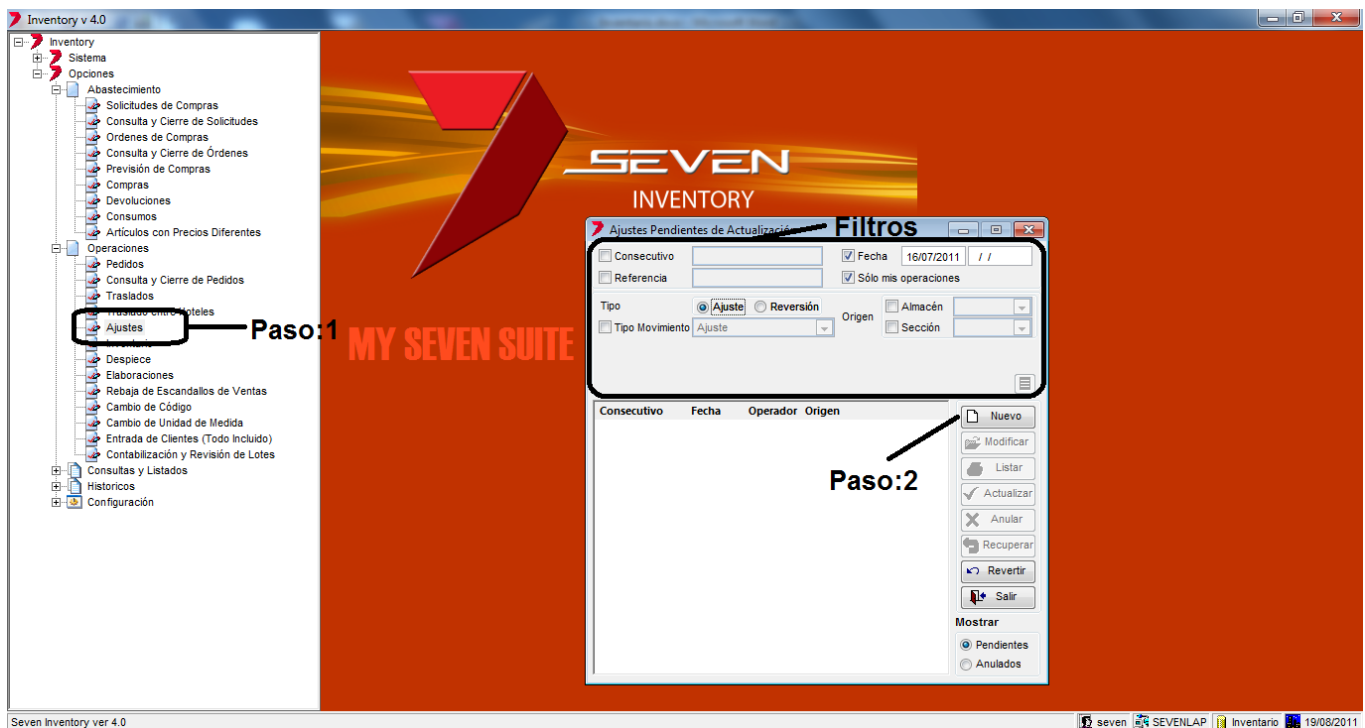 Inventory v 4.0
Inventory
Sistema
Opciones
Abastecimiento
Solicitudes de Compras
Consulta y Cierre de Solicitudes
Ordenes de Compras
Consulta y Cierre de Órdenes
Previsión de Compras
Compras
Devoluciones
Consumos
Artículos con Precios Diferentes
Operaciones
Pedidos
Consulta y Cierre de Pedidos
Traslados
Traslado entre Hoteles
Ajustes
Inventario
Despiece
Elaboraciones
Rebaja de Escandallos de Ventas
Cambio de Código
Cambio de Unidad de Medida
Entrada de Clientes (Todo Incluido)
Contabilización y Revisión de Lotes
Consultas y Listados
Historicos
Configuración
Paso:1
SEVEN
INVENTORY
MY SEVEN SUITE
Ajustes Pendientes de Actualización
Filtros
Consecutivo
Fecha 16/07/2011 / /
Referencia
Sólo mis operaciones
Tipo Ajuste Reversión
Origen
Almacén
Tipo Movimiento Ajuste
Sección
Consecutivo Fecha Operador Origen
Paso:2
Nuevo
Modificar
Listar
Actualizar
Anular
Recuperar
Revertir
Salir
Mostrar
Pendientes
Anulados
Seven Inventory ver 4.0
seven SEVENLAP Inventario 19/08/2011